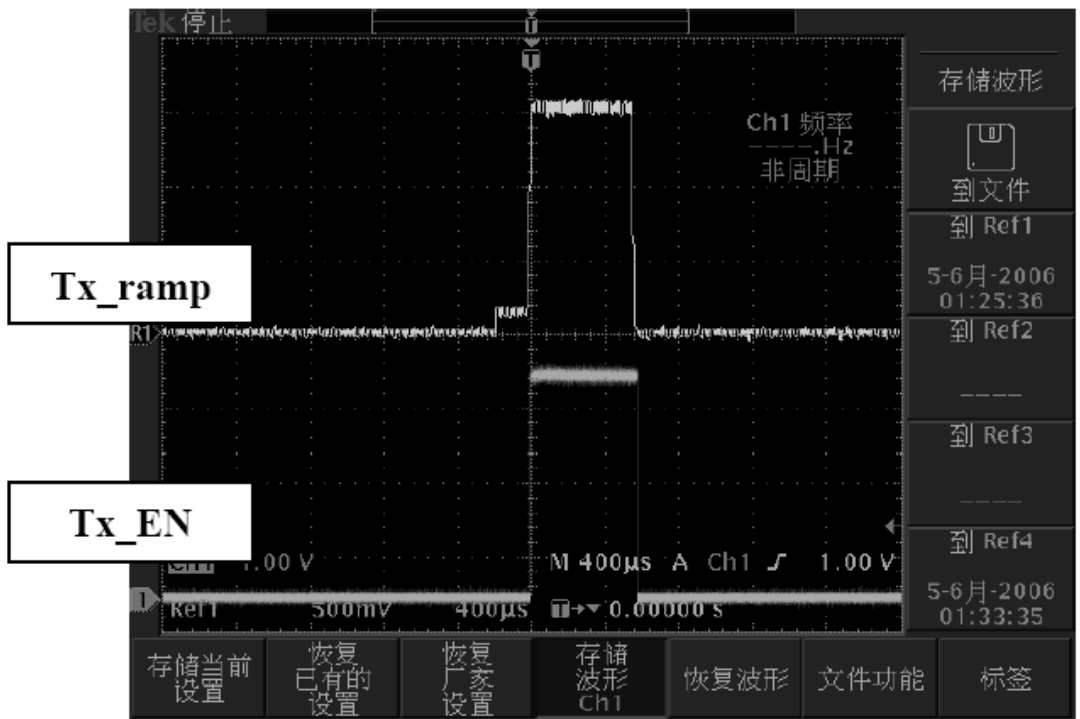 Tek 停止
T
T
存储波形
Ch1 频率
----.Hz
非周期
到文件
到 Ref1
5-6月-2006
01:25:36
Tx_ramp
R1
到 Ref2
----
到 Ref3
----
Tx_EN
到 Ref4
5-6月-2006
01:33:35
Ch1 1.00 V M 400µs A Ch1 1.00 V
1
Ref1 500mV 400µs T→▼ 0.00000 s
存储当前
设置
恢复
已有的
设置
恢复
厂家
设置
存储
波形
Ch1
恢复波形
文件功能
标签